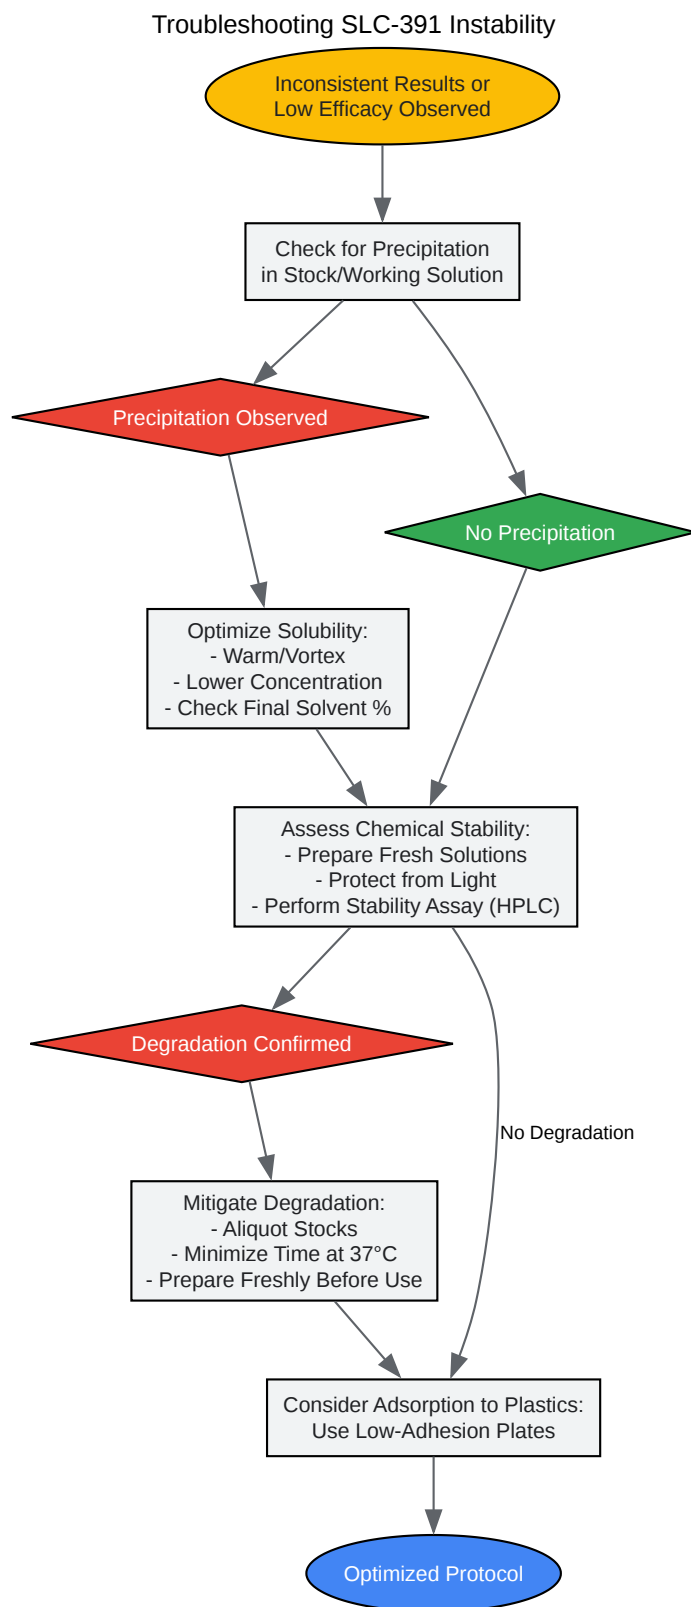 Troubleshooting SLC-391 Instability
Inconsistent Results or
Low Efficacy Observed
Check for Precipitation
in Stock/Working Solution
Precipitation Observed
No Precipitation
Optimize Solubility:
- Warm/Vortex
- Lower Concentration
- Check Final Solvent %
Assess Chemical Stability:
- Prepare Fresh Solutions
- Protect from Light
- Perform Stability Assay (HPLC)
Degradation Confirmed
No Degradation
Mitigate Degradation:
- Aliquot Stocks
- Minimize Time at 37°C
- Prepare Freshly Before Use
Consider Adsorption to Plastics:
Use Low-Adhesion Plates
Optimized Protocol